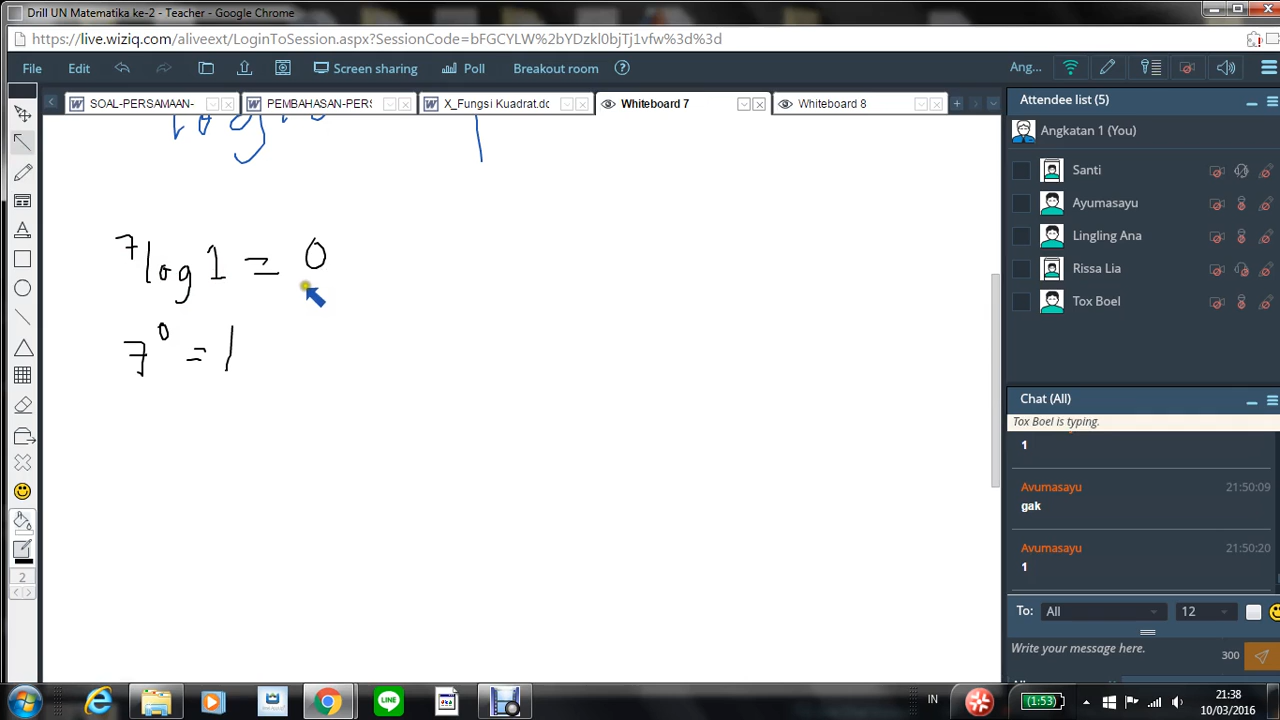 Drill UN Matematika ke-2 - Teacher - Google Chrome
https://live.wiziq.com/aliveext/LoginToSession.aspx?SessionCode=bFGCYLW%2bYDzkl0bjTj1vfw%3d%3d
File Edit Screen sharing Poll Breakout room ? Ang...
SOAL-PERSAMAAN- PEMBAHASAN-PERS X_Fungsi Kuadrat.dc Whiteboard 7 Whiteboard 8
Attendee list (5)
Angkatan 1 (You)
Santi
Ayumasayu
Lingling Ana
Rissa Lia
Tox Boel
⁷log 1 = 0
7⁰ = 1
Chat (All)
Tox Boel is typing.
1
Avumasayu 21:50:09
gak
Avumasayu 21:50:20
1
To: All 12
Write your message here. 300
2
IN (1:53) 21:38
10/03/2016